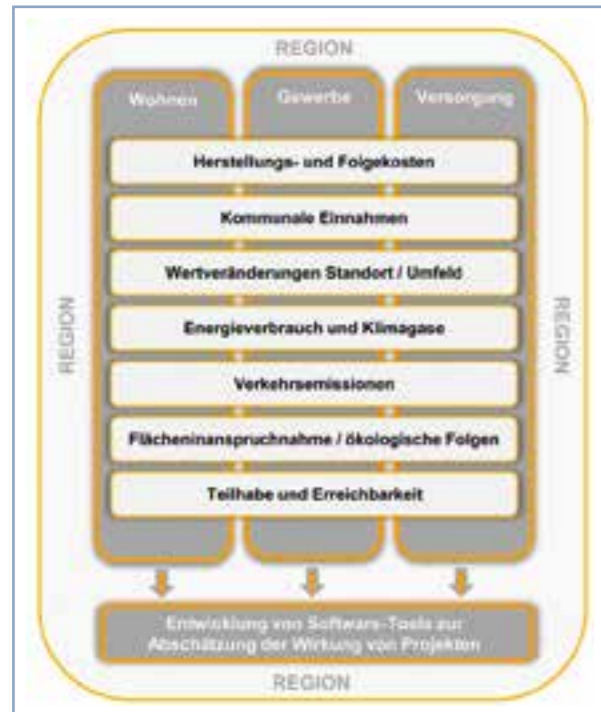 REGION
Wohnen
Gewerbe
Versorgung
Herstellungs- und Folgekosten
Kommunale Einnahmen
Wertveränderungen Standort / Umfeld
REGION
REGION
Energieverbrauch und Klimagase
Verkehrsemissionen
Flächeninanspruchnahme / ökologische Folgen
Teilhabe und Erreichbarkeit
Entwicklung von Software-Tools zur
Abschätzung der Wirkung von Projekten
REGION